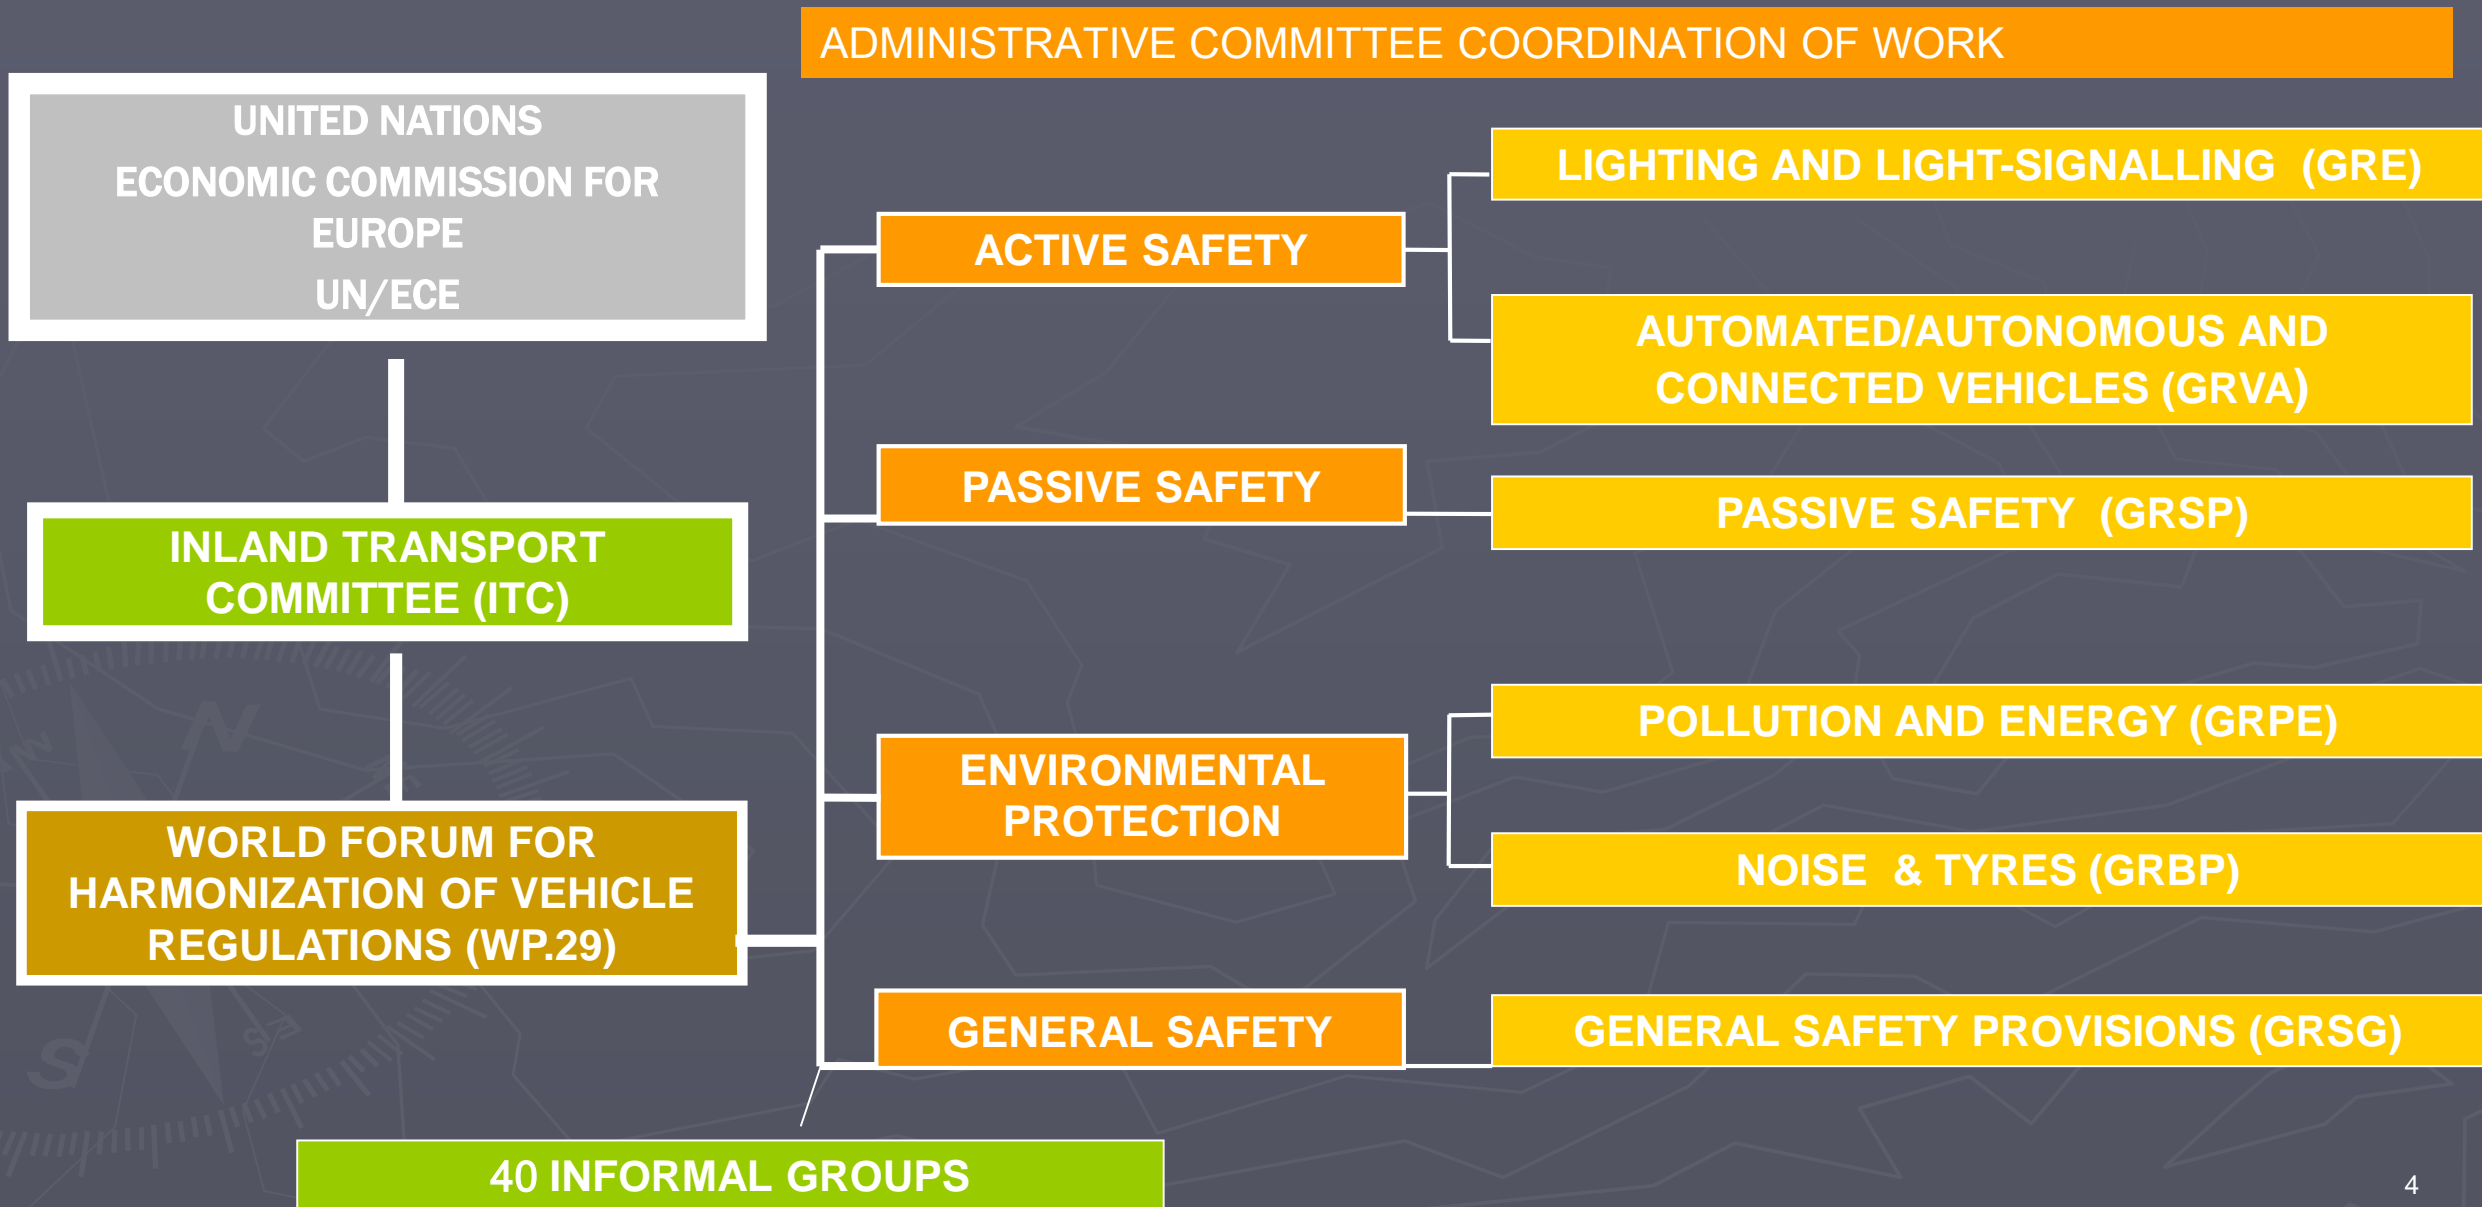 ADMINISTRATIVE COMMITTEE COORDINATION OF WORK
UNITED NATIONS
ECONOMIC COMMISSION FOR
EUROPE
UN/ECE
INLAND TRANSPORT
COMMITTEE (ITC)
WORLD FORUM FOR
HARMONIZATION OF VEHICLE
REGULATIONS (WP.29)
ACTIVE SAFETY
LIGHTING AND LIGHT-SIGNALLING (GRE)
AUTOMATED/AUTONOMOUS AND
CONNECTED VEHICLES (GRVA)
PASSIVE SAFETY
PASSIVE SAFETY (GRSP)
ENVIRONMENTAL
PROTECTION
POLLUTION AND ENERGY (GRPE)
NOISE & TYRES (GRBP)
GENERAL SAFETY
GENERAL SAFETY PROVISIONS (GRSG)
40 INFORMAL GROUPS
4
N
S